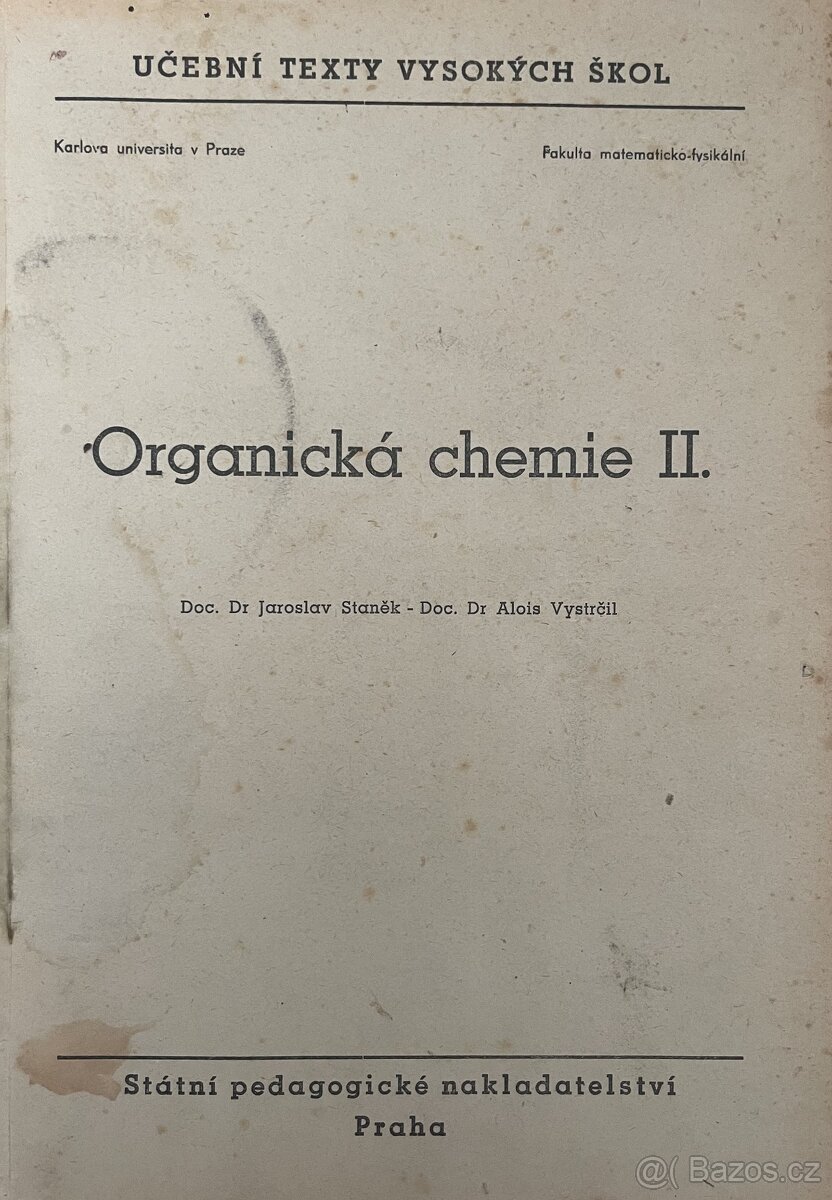 UČEBNÍ TEXTY VYSOKÝCH ŠKOL
Karlova universita v Praze
Fakulta matematicko-fysikální
Organická chemie II.
Doc. Dr Jaroslav Staněk - Doc. Dr Alois Vystrčil
Státní pedagogické nakladatelství
Praha
@( Bazos.cz